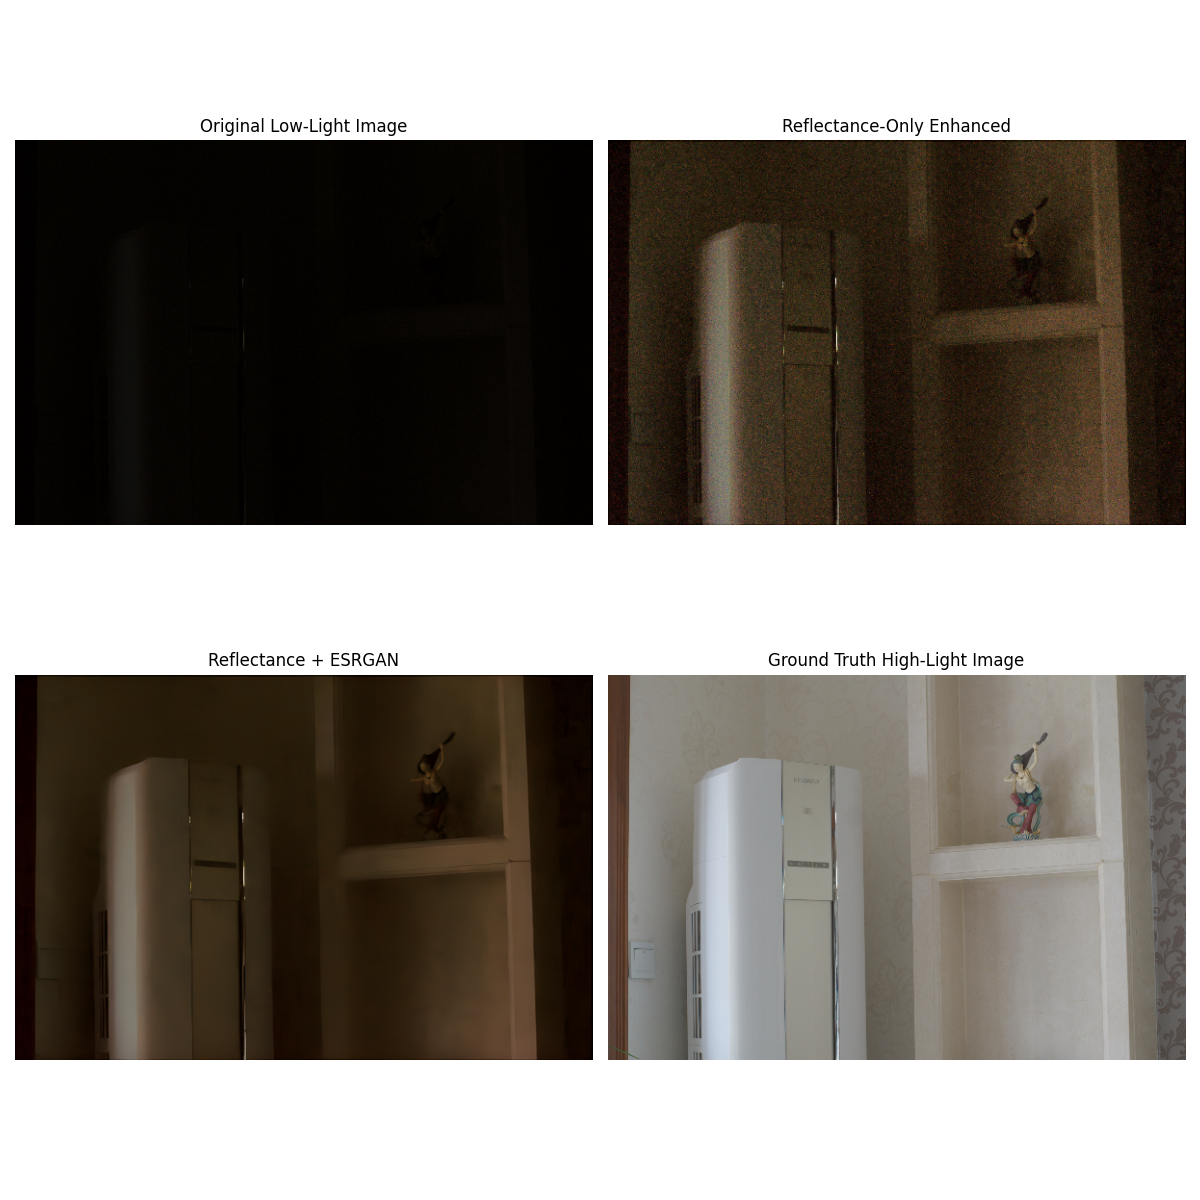 Original Low-Light Image
Reflectance-Only Enhanced
Reflectance + ESRGAN
Ground Truth High-Light Image